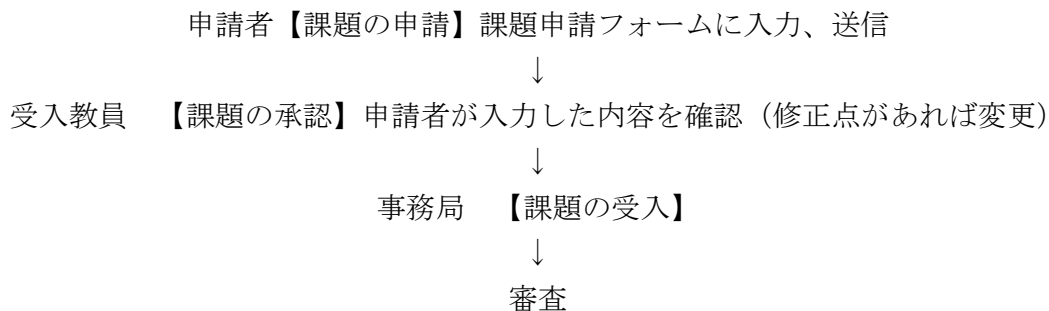 申請者【課題の申請】課題申請フォームに入力、送信
↓
受入教員　【課題の承認】申請者が入力した内容を確認（修正点があれば変更）
↓
事務局　【課題の受入】
↓
審査